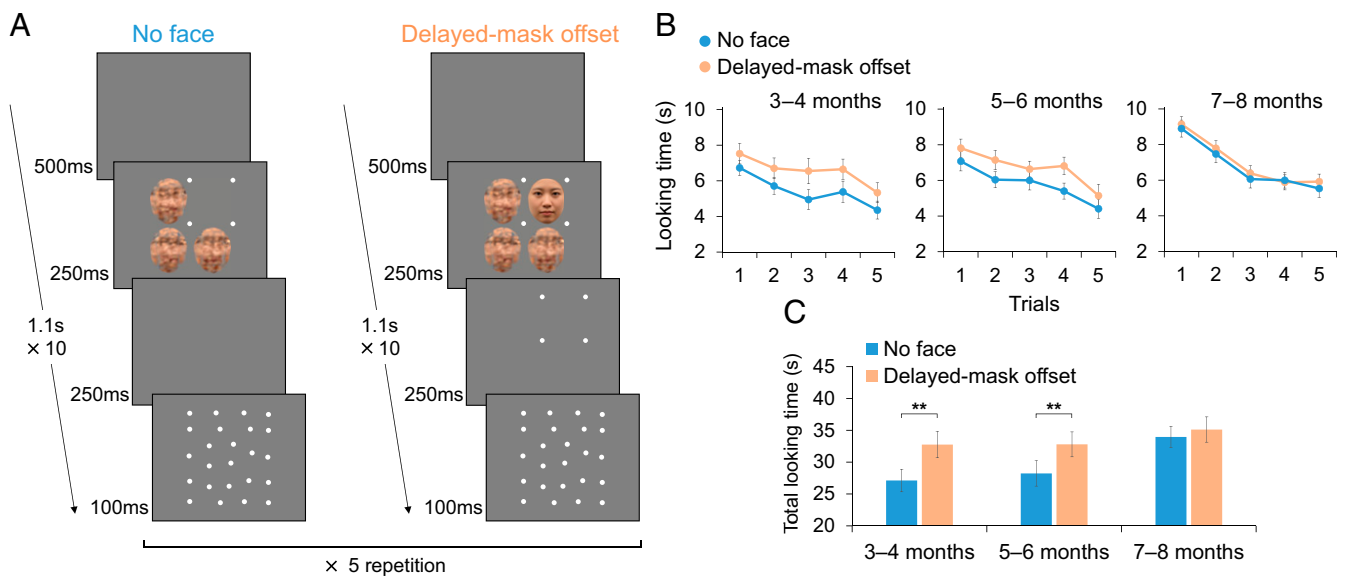 A
No face
Delayed-mask offset
500ms
250ms
1.1s
× 10
250ms
100ms
500ms
250ms
1.1s
× 10
250ms
100ms
× 5 repetition
B
No face
Delayed-mask offset
3–4 months
5–6 months
7–8 months
Looking time (s)
10
8
6
4
2
1 2 3 4 5
10
8
6
4
2
1 2 3 4 5
10
8
6
4
2
1 2 3 4 5
Trials
C
No face
Delayed-mask offset
Total looking time (s)
45
40
35
30
25
20
**
**
3–4 months
5–6 months
7–8 months